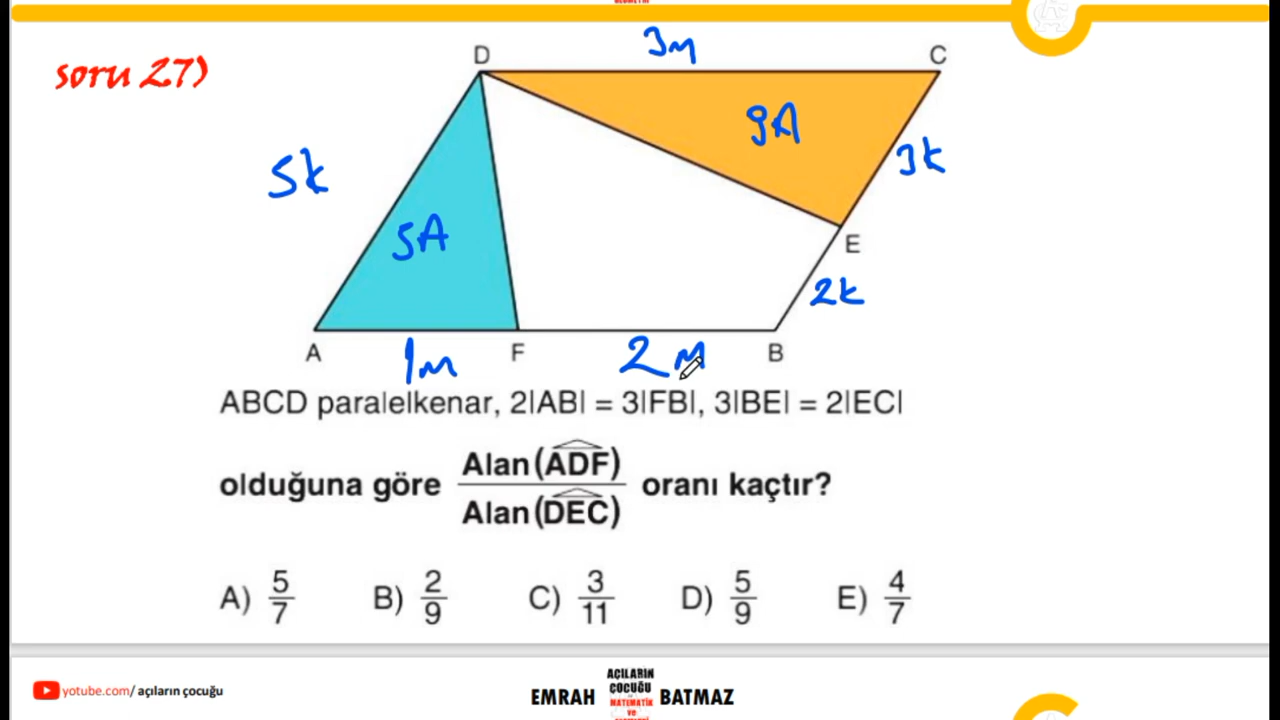 GEOMETRİ
soru 27)
D
3m
C
9A
3k
5k
5A
E
2k
A
1m
F
2m
B
ABCD paralelkenar, 2|AB| = 3|FB|, 3|BE| = 2|EC|
olduğuna göre Alan(ADF) oranı kaçtır?
Alan(DEC)
A) 5/7 B) 2/9 C) 3/11 D) 5/9 E) 4/7
yotube.com/ açıların çocuğu
AÇILARIN
ÇOCUĞU
EMRAH MATEMATİK BATMAZ
ve